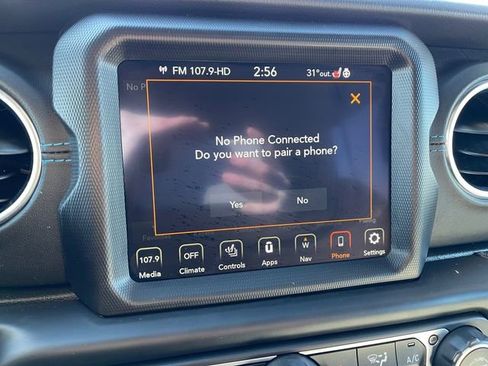 FM 107.9-HD 2:56 31°out.
No P
No Phone Connected
Do you want to pair a phone?
Yes No
107.9 OFF W
Media Climate Controls Apps Nav Phone Settings
A/C